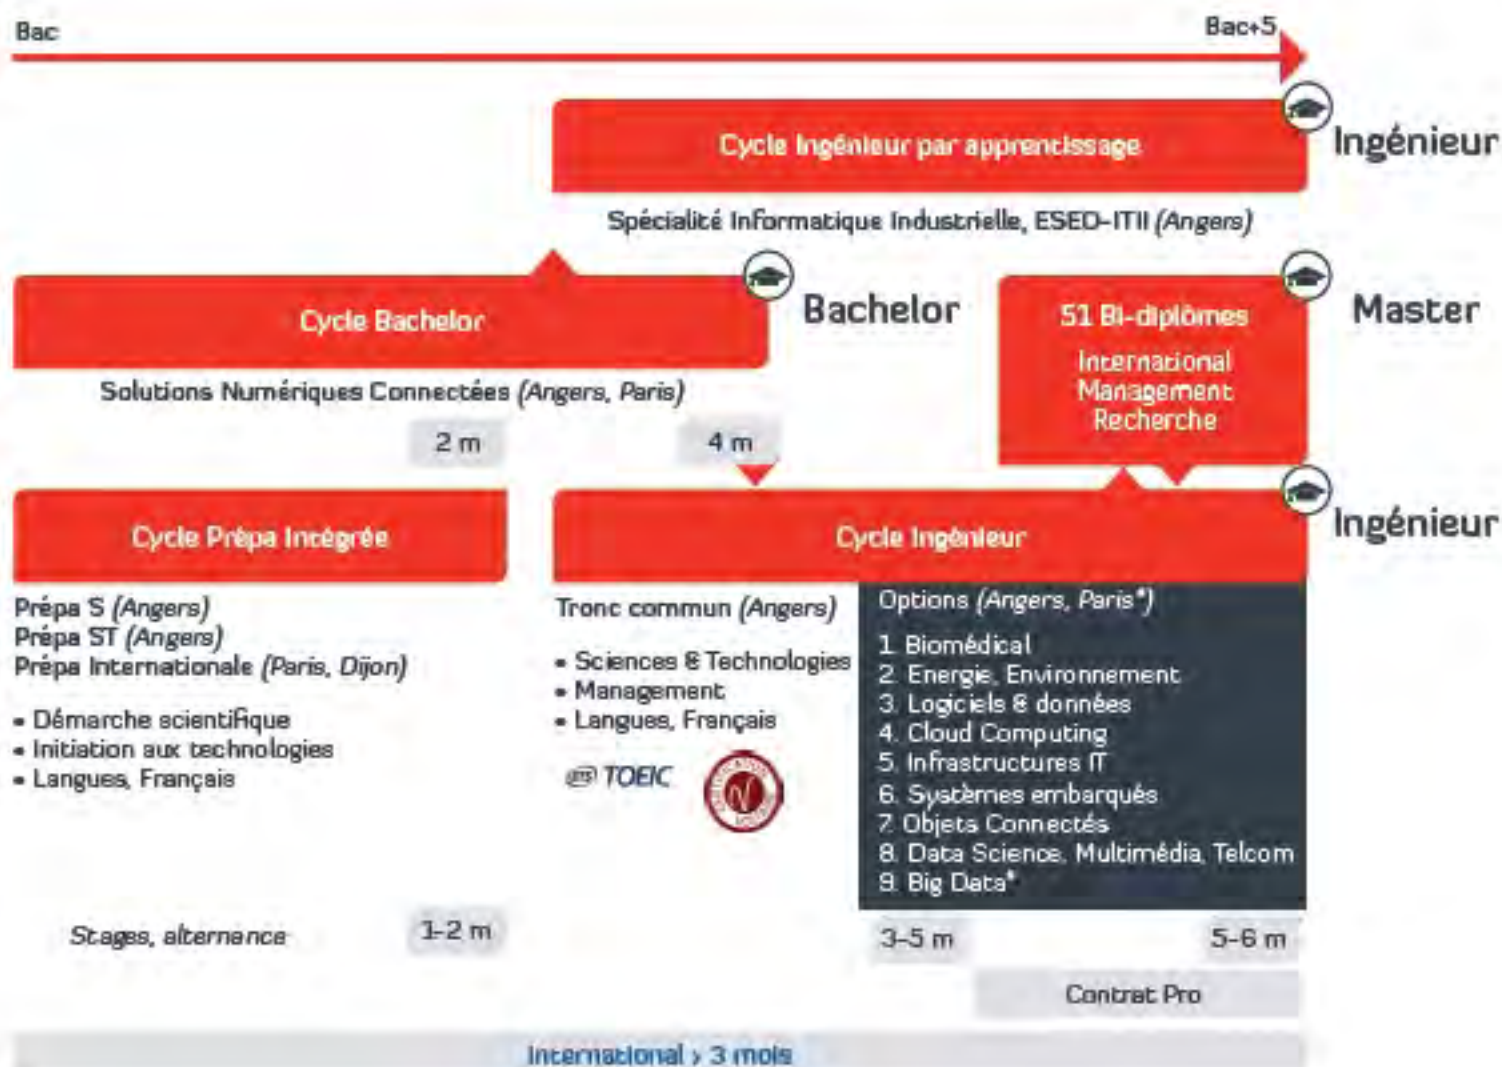 Bac
Bac+5
Cycle Ingénieur par apprentissage
Ingénieur
Spécialité Informatique Industrielle, ESEO-ITII (Angers)
Cycle Bachelor
Bachelor
51 Bi-diplômes
International
Management
Recherche
Master
Solutions Numériques Connectées (Angers, Paris)
2 m
4 m
Cycle Prépa Intégrée
Cycle Ingénieur
Ingénieur
Prépa S (Angers)
Prépa ST (Angers)
Prépa Internationale (Paris, Dijon)
• Démarche scientifique
• Initiation aux technologies
• Langues, Français
Tronc commun (Angers)
• Sciences & Technologies
• Management
• Langues, Français
ETS TOEIC
Options (Angers, Paris*)
1. Biomédical
2. Energie, Environnement
3. Logiciels & données
4. Cloud Computing
5. Infrastructures IT
6. Systèmes embarqués
7. Objets Connectés
8. Data Science, Multimédia, Telcom
9. Big Data*
Stages, alternance
1-2 m
3-5 m
5-6 m
Contrat Pro
International > 3 mois